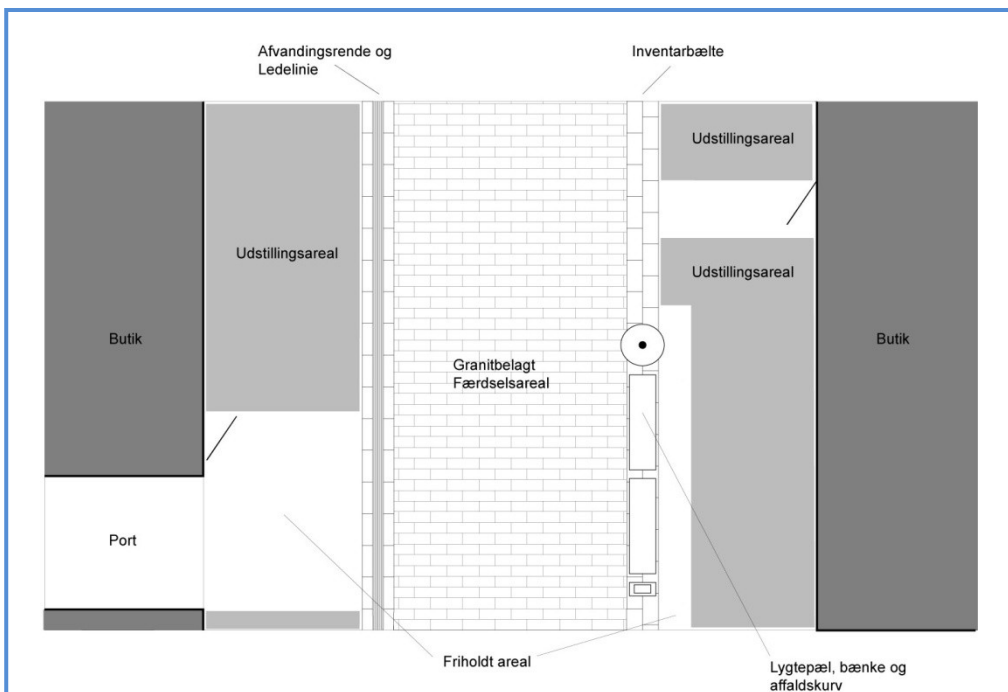 Afvandingsrende og
Ledelinie
Inventarbælte
Udstillingsareal
Udstillingsareal
Udstillingsareal
Butik
Butik
Granitbelagt
Færdselsareal
Port
Friholdt areal
Lygtepæl, bænke og
affaldskurv